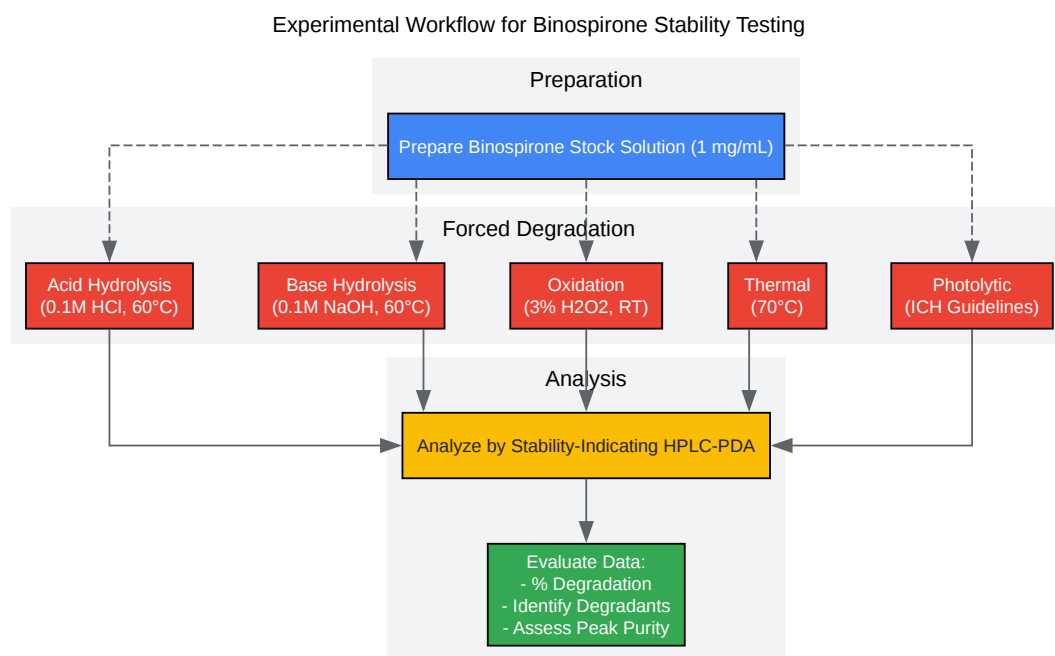 Experimental Workflow for Binospirone Stability Testing
Preparation
Prepare Binospirone Stock Solution (1 mg/mL)
Forced Degradation
Acid Hydrolysis
(0.1M HCl, 60°C)
Base Hydrolysis
(0.1M NaOH, 60°C)
Oxidation
(3% H2O2, RT)
Thermal
(70°C)
Photolytic
(ICH Guidelines)
Analysis
Analyze by Stability-Indicating HPLC-PDA
Evaluate Data:
- % Degradation
- Identify Degradants
- Assess Peak Purity